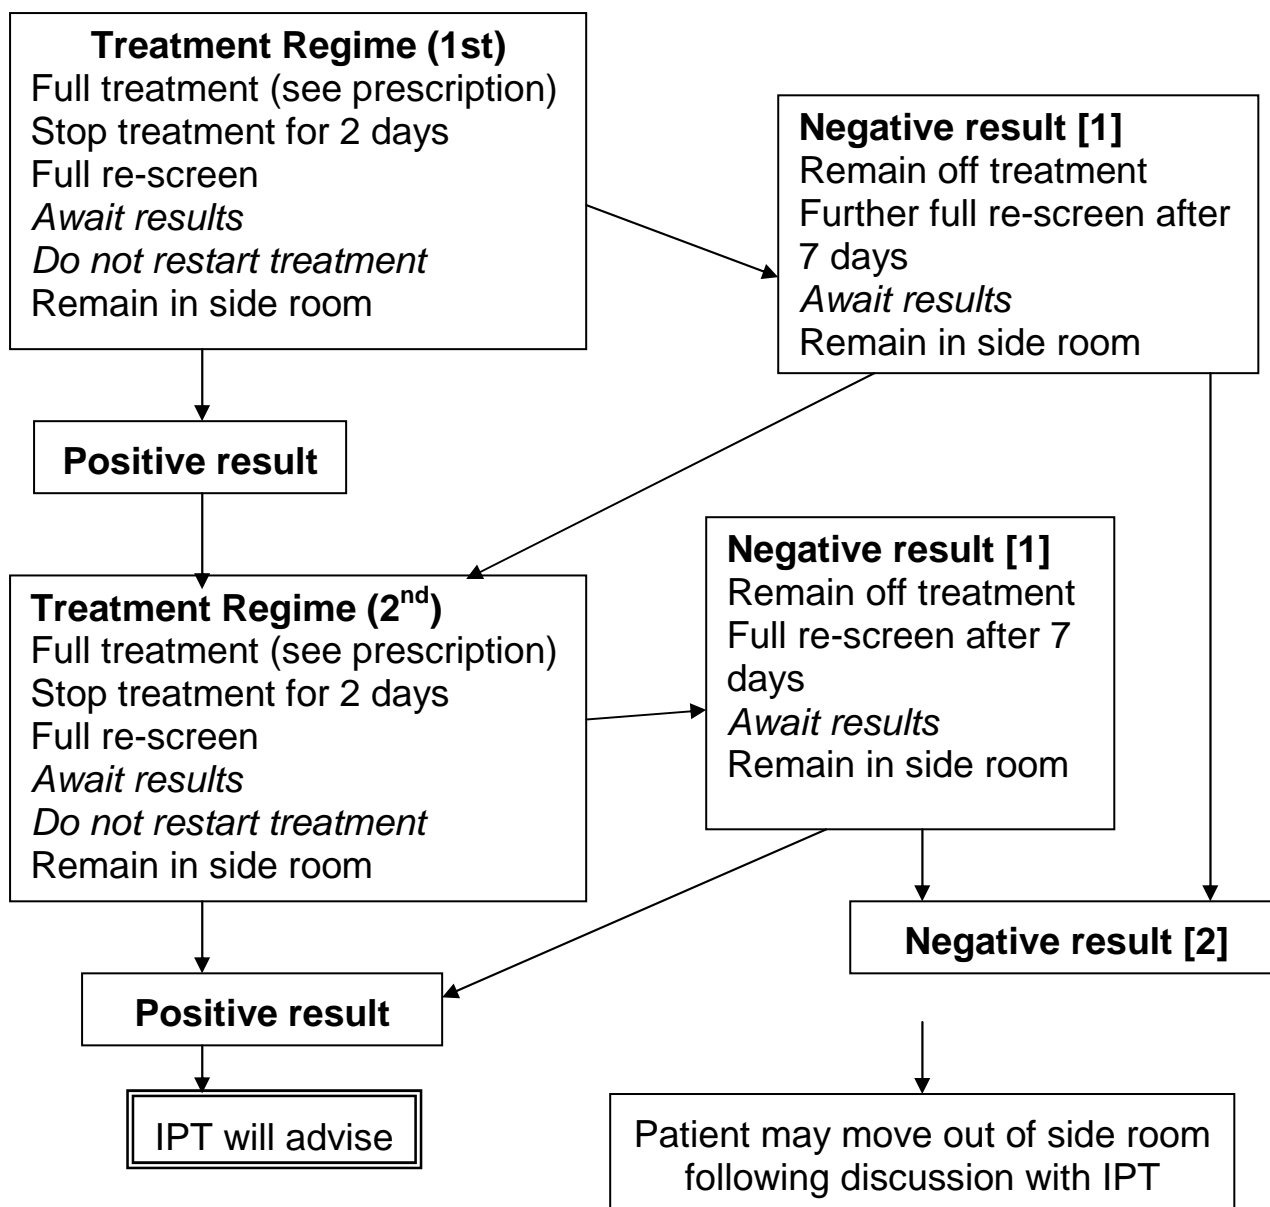 Treatment Regime (1st)
Full treatment (see prescription)
Stop treatment for 2 days
Full re-screen
Await results
Do not restart treatment
Remain in side room
Negative result [1]
Remain off treatment
Further full re-screen after
7 days
Await results
Remain in side room
Positive result
Treatment Regime (2nd)
Full treatment (see prescription)
Stop treatment for 2 days
Full re-screen
Await results
Do not restart treatment
Remain in side room
Negative result [1]
Remain off treatment
Full re-screen after 7
days
Await results
Remain in side room
Negative result [2]
Positive result
IPT will advise
Patient may move out of side room
following discussion with IPT